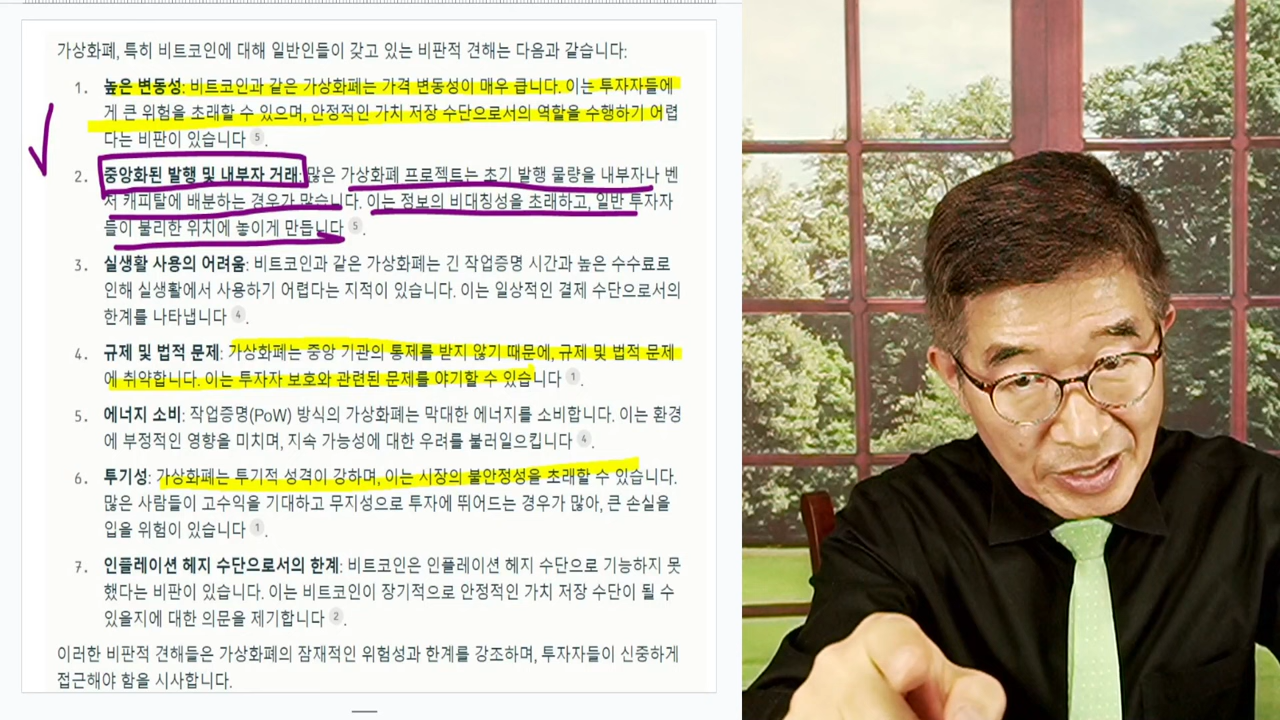 가상화폐, 특히 비트코인에 대해 일반인들이 갖고 있는 비판적 견해는 다음과 같습니다:
1. 높은 변동성: 비트코인과 같은 가상화폐는 가격 변동성이 매우 큽니다. 이는 투자자들에
게 큰 위험을 초래할 수 있으며, 안정적인 가치 저장 수단으로서의 역할을 수행하기 어렵
다는 비판이 있습니다 5.
2. 중앙화된 발행 및 내부자 거래: 많은 가상화폐 프로젝트는 초기 발행 물량을 내부자나 벤
처 캐피탈에 배분하는 경우가 많습니다. 이는 정보의 비대칭성을 초래하고, 일반 투자자
들이 불리한 위치에 놓이게 만듭니다 5.
3. 실생활 사용의 어려움: 비트코인과 같은 가상화폐는 긴 작업증명 시간과 높은 수수료로
인해 실생활에서 사용하기 어렵다는 지적이 있습니다. 이는 일상적인 결제 수단으로서의
한계를 나타냅니다 4.
4. 규제 및 법적 문제: 가상화폐는 중앙 기관의 통제를 받지 않기 때문에, 규제 및 법적 문제
에 취약합니다. 이는 투자자 보호와 관련된 문제를 야기할 수 있습니다 1.
5. 에너지 소비: 작업증명(PoW) 방식의 가상화폐는 막대한 에너지를 소비합니다. 이는 환경
에 부정적인 영향을 미치며, 지속 가능성에 대한 우려를 불러일으킵니다 4.
6. 투기성: 가상화폐는 투기적 성격이 강하며, 이는 시장의 불안정성을 초래할 수 있습니다.
많은 사람들이 고수익을 기대하고 무지성으로 투자에 뛰어드는 경우가 많아, 큰 손실을
입을 위험이 있습니다 1.
7. 인플레이션 헤지 수단으로서의 한계: 비트코인은 인플레이션 헤지 수단으로 기능하지 못
했다는 비판이 있습니다. 이는 비트코인이 장기적으로 안정적인 가치 저장 수단이 될 수
있을지에 대한 의문을 제기합니다 2.
이러한 비판적 견해들은 가상화폐의 잠재적인 위험성과 한계를 강조하며, 투자자들이 신중하게
접근해야 함을 시사합니다.